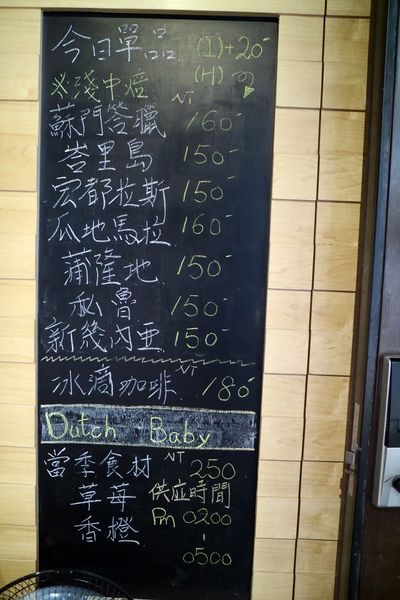 今日單品 (I)+20-
※淺中焙 (H)
NT
蘇門答臘 160-
峇里島 150-
宏都拉斯 150-
瓜地馬拉 160-
蒲隆地 150-
秘魯 150-
新幾內亞 150-
NT
冰滴咖啡 180-
Dutch Baby
當季食材 NT 250
草莓 供应時間
香橙 Pm 0200
-
0500